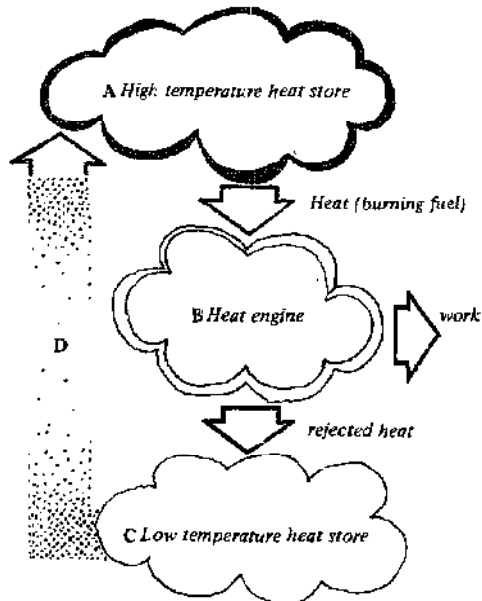 A High temperature heat store
Heat (burning fuel)
B Heat engine
work
D
rejected heat
C Low temperature heat store